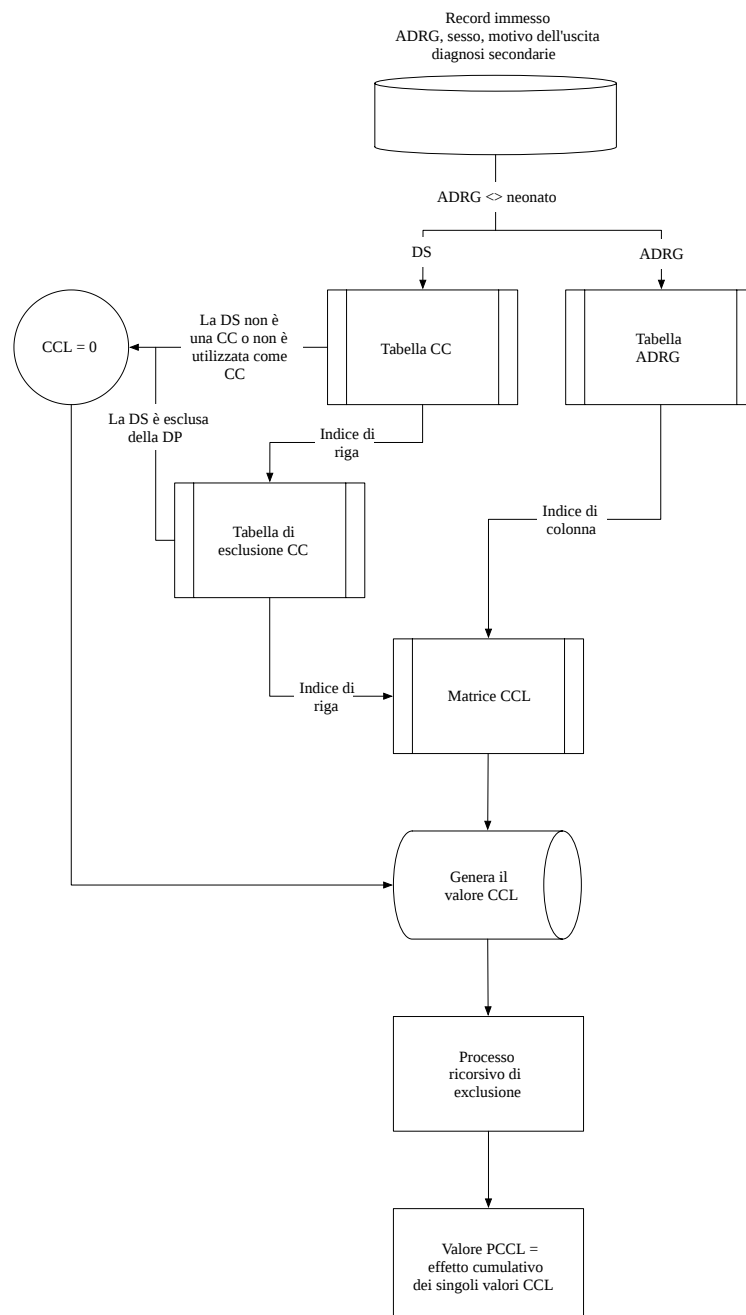 Record immesso
ADRG, sesso, motivo dell'uscita
diagnosi secondarie
ADRG <> neonato
DS
ADRG
CCL = 0
La DS non è
una CC o non è
utilizzata come
CC
Tabella CC
Tabella
ADRG
La DS è esclusa
della DP
Indice di
riga
Tabella di
esclusione CC
Indice di
colonna
Indice di
riga
Matrice CCL
Genera il
valore CCL
Processo
ricorsivo di
exclusione
Valore PCCL =
effetto cumulativo
dei singoli valori CCL